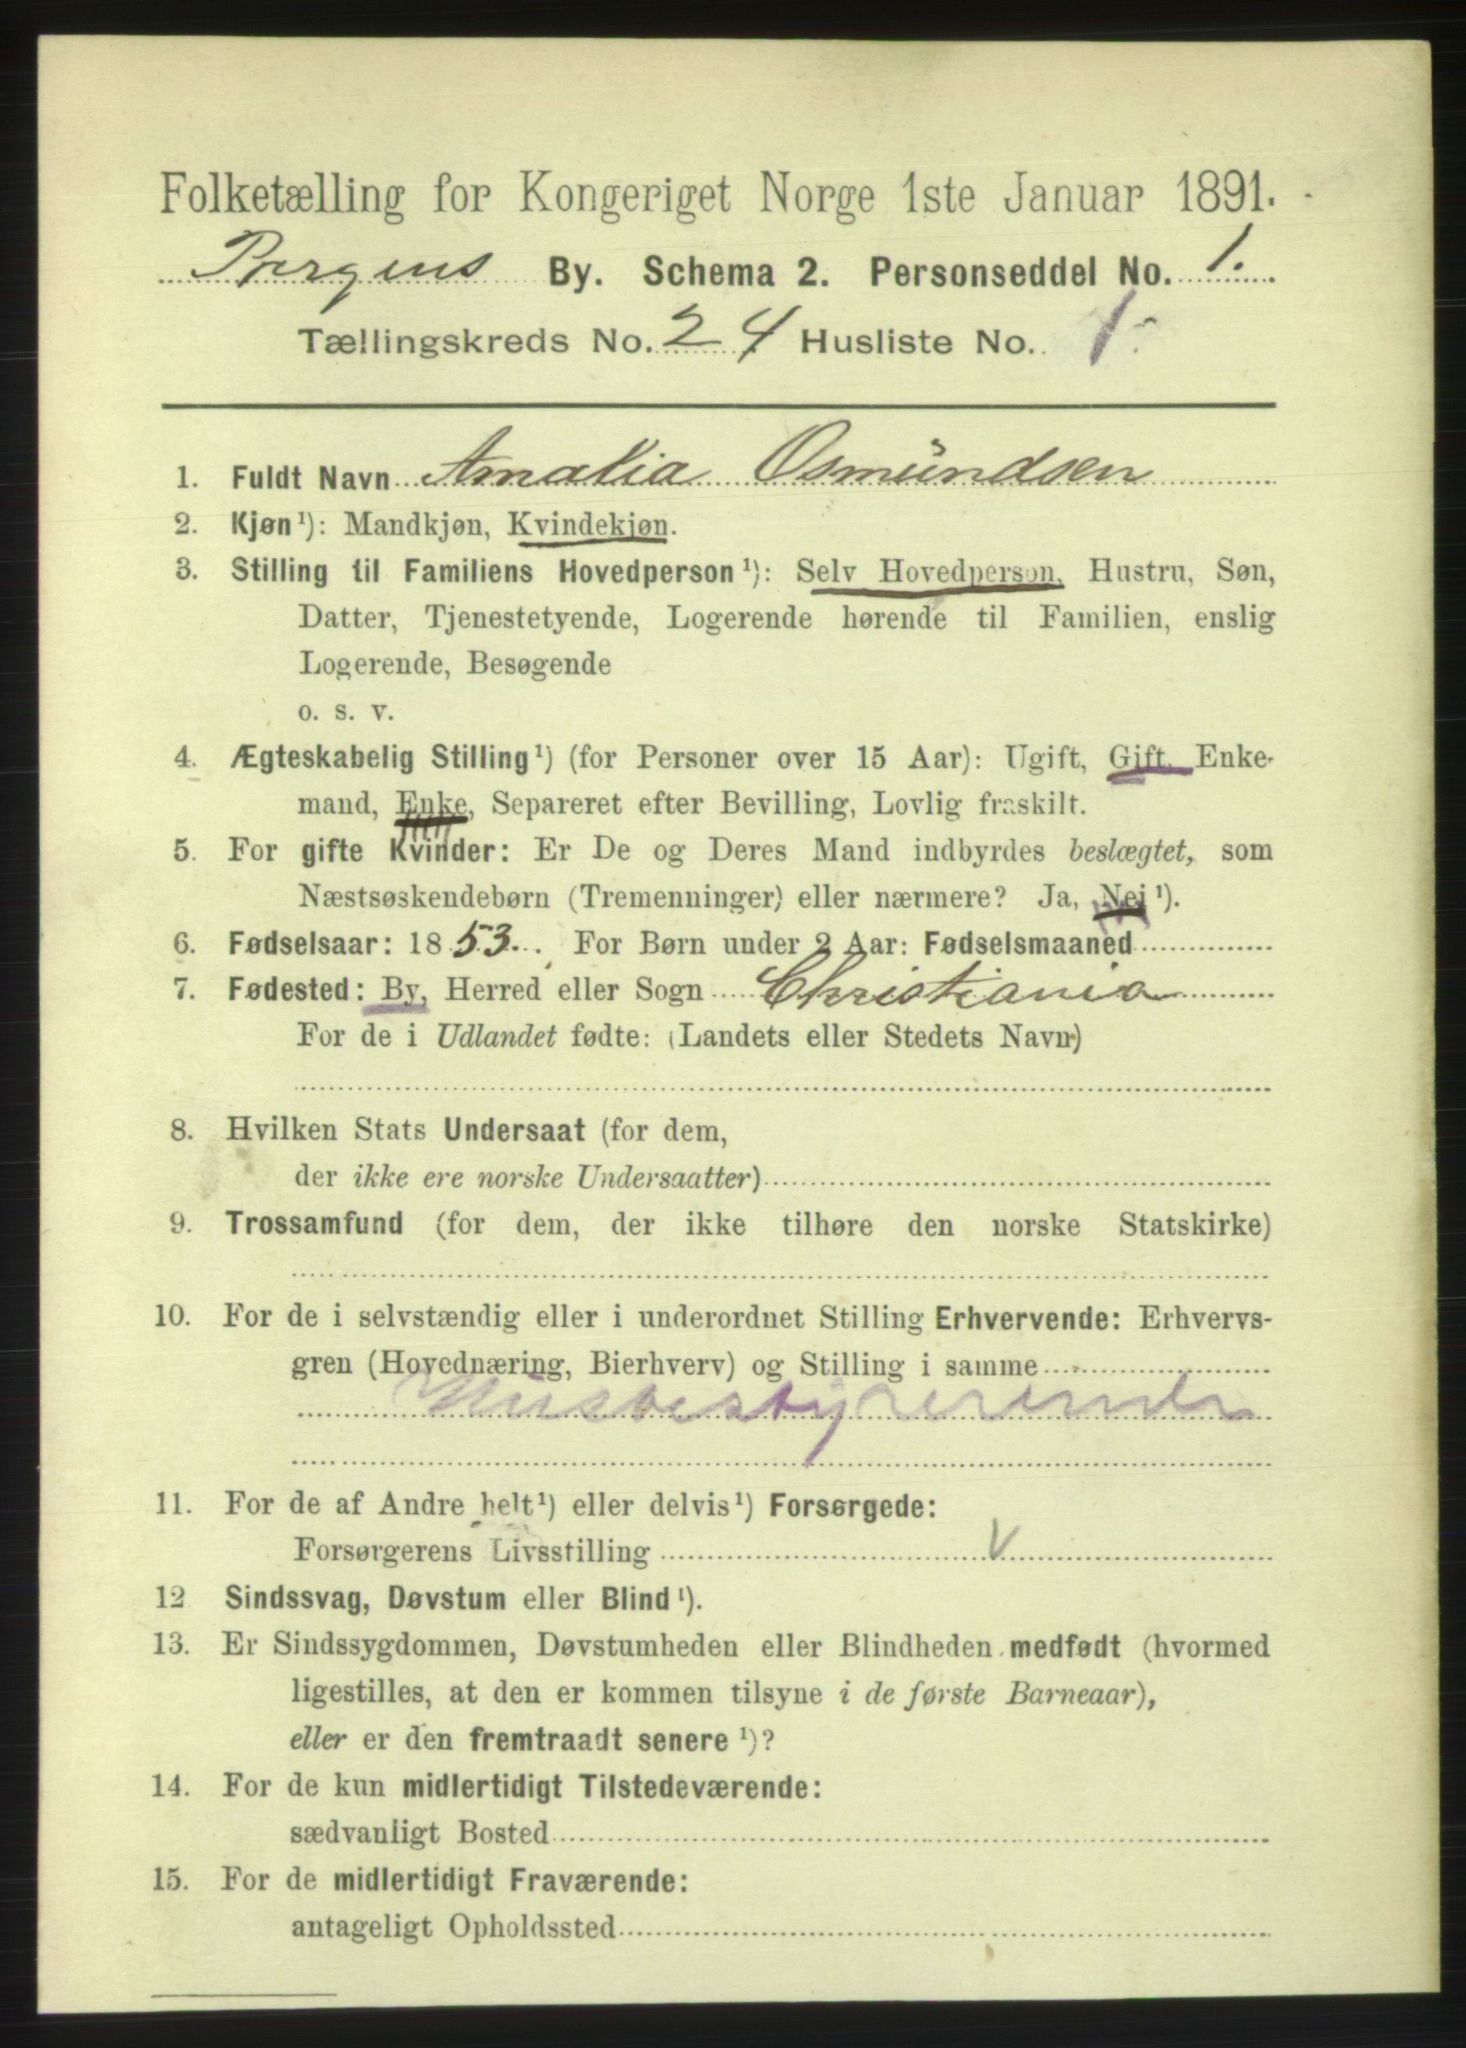 Folketælling for Kongeriget Norge 1ste Januar 1891.
Porsgruns By. Schema 2. Personseddel No. 1.
Tællingskreds No. 24 Husliste No. 1.
1. Fuldt Navn Amalia Osmundsen
2. Kjøn¹): Mandkjøn, Kvindekjøn.
3. Stilling til Familiens Hovedperson¹): Selv Hovedperson, Hustru, Søn,
Datter, Tjenestetyende, Logerende hørende til Familien, enslig
Logerende, Besøgende
o. s. v.
4. Ægteskabelig Stilling¹) (for Personer over 15 Aar): Ugift, Gift, Enke-
mand, Enke, Separeret efter Bevilling, Lovlig fraskilt.
5. For gifte Kvinder: Er De og Deres Mand indbyrdes beslægtet, som
Næstsøskendebørn (Tremenninger) eller nærmere? Ja, Nej¹).
6. Fødselsaar: 1853. For Børn under 2 Aar: Fødselsmaaned
7. Fødested: By, Herred eller Sogn Christiania
For de i Udlandet fødte: (Landets eller Stedets Navn)
8. Hvilken Stats Undersaat (for dem,
der ikke ere norske Undersaatter)
9. Trossamfund (for dem, der ikke tilhøre den norske Statskirke)
10. For de i selvstændig eller i underordnet Stilling Erhvervende: Erhvervs-
gren (Hovednæring, Bierhverv) og Stilling i samme
Husbestyrerinde
11. For de af Andre helt¹) eller delvis¹) Forsørgede:
Forsørgerens Livsstilling
12 Sindssvag, Døvstum eller Blind¹).
13. Er Sindssygdommen, Døvstumheden eller Blindheden medfødt (hvormed
ligestilles, at den er kommen tilsyne i de første Barneaar),
eller er den fremtraadt senere¹)?
14. For de kun midlertidigt Tilstedeværende:
sædvanligt Bosted
15. For de midlertidigt Fraværende:
antageligt Opholdssted